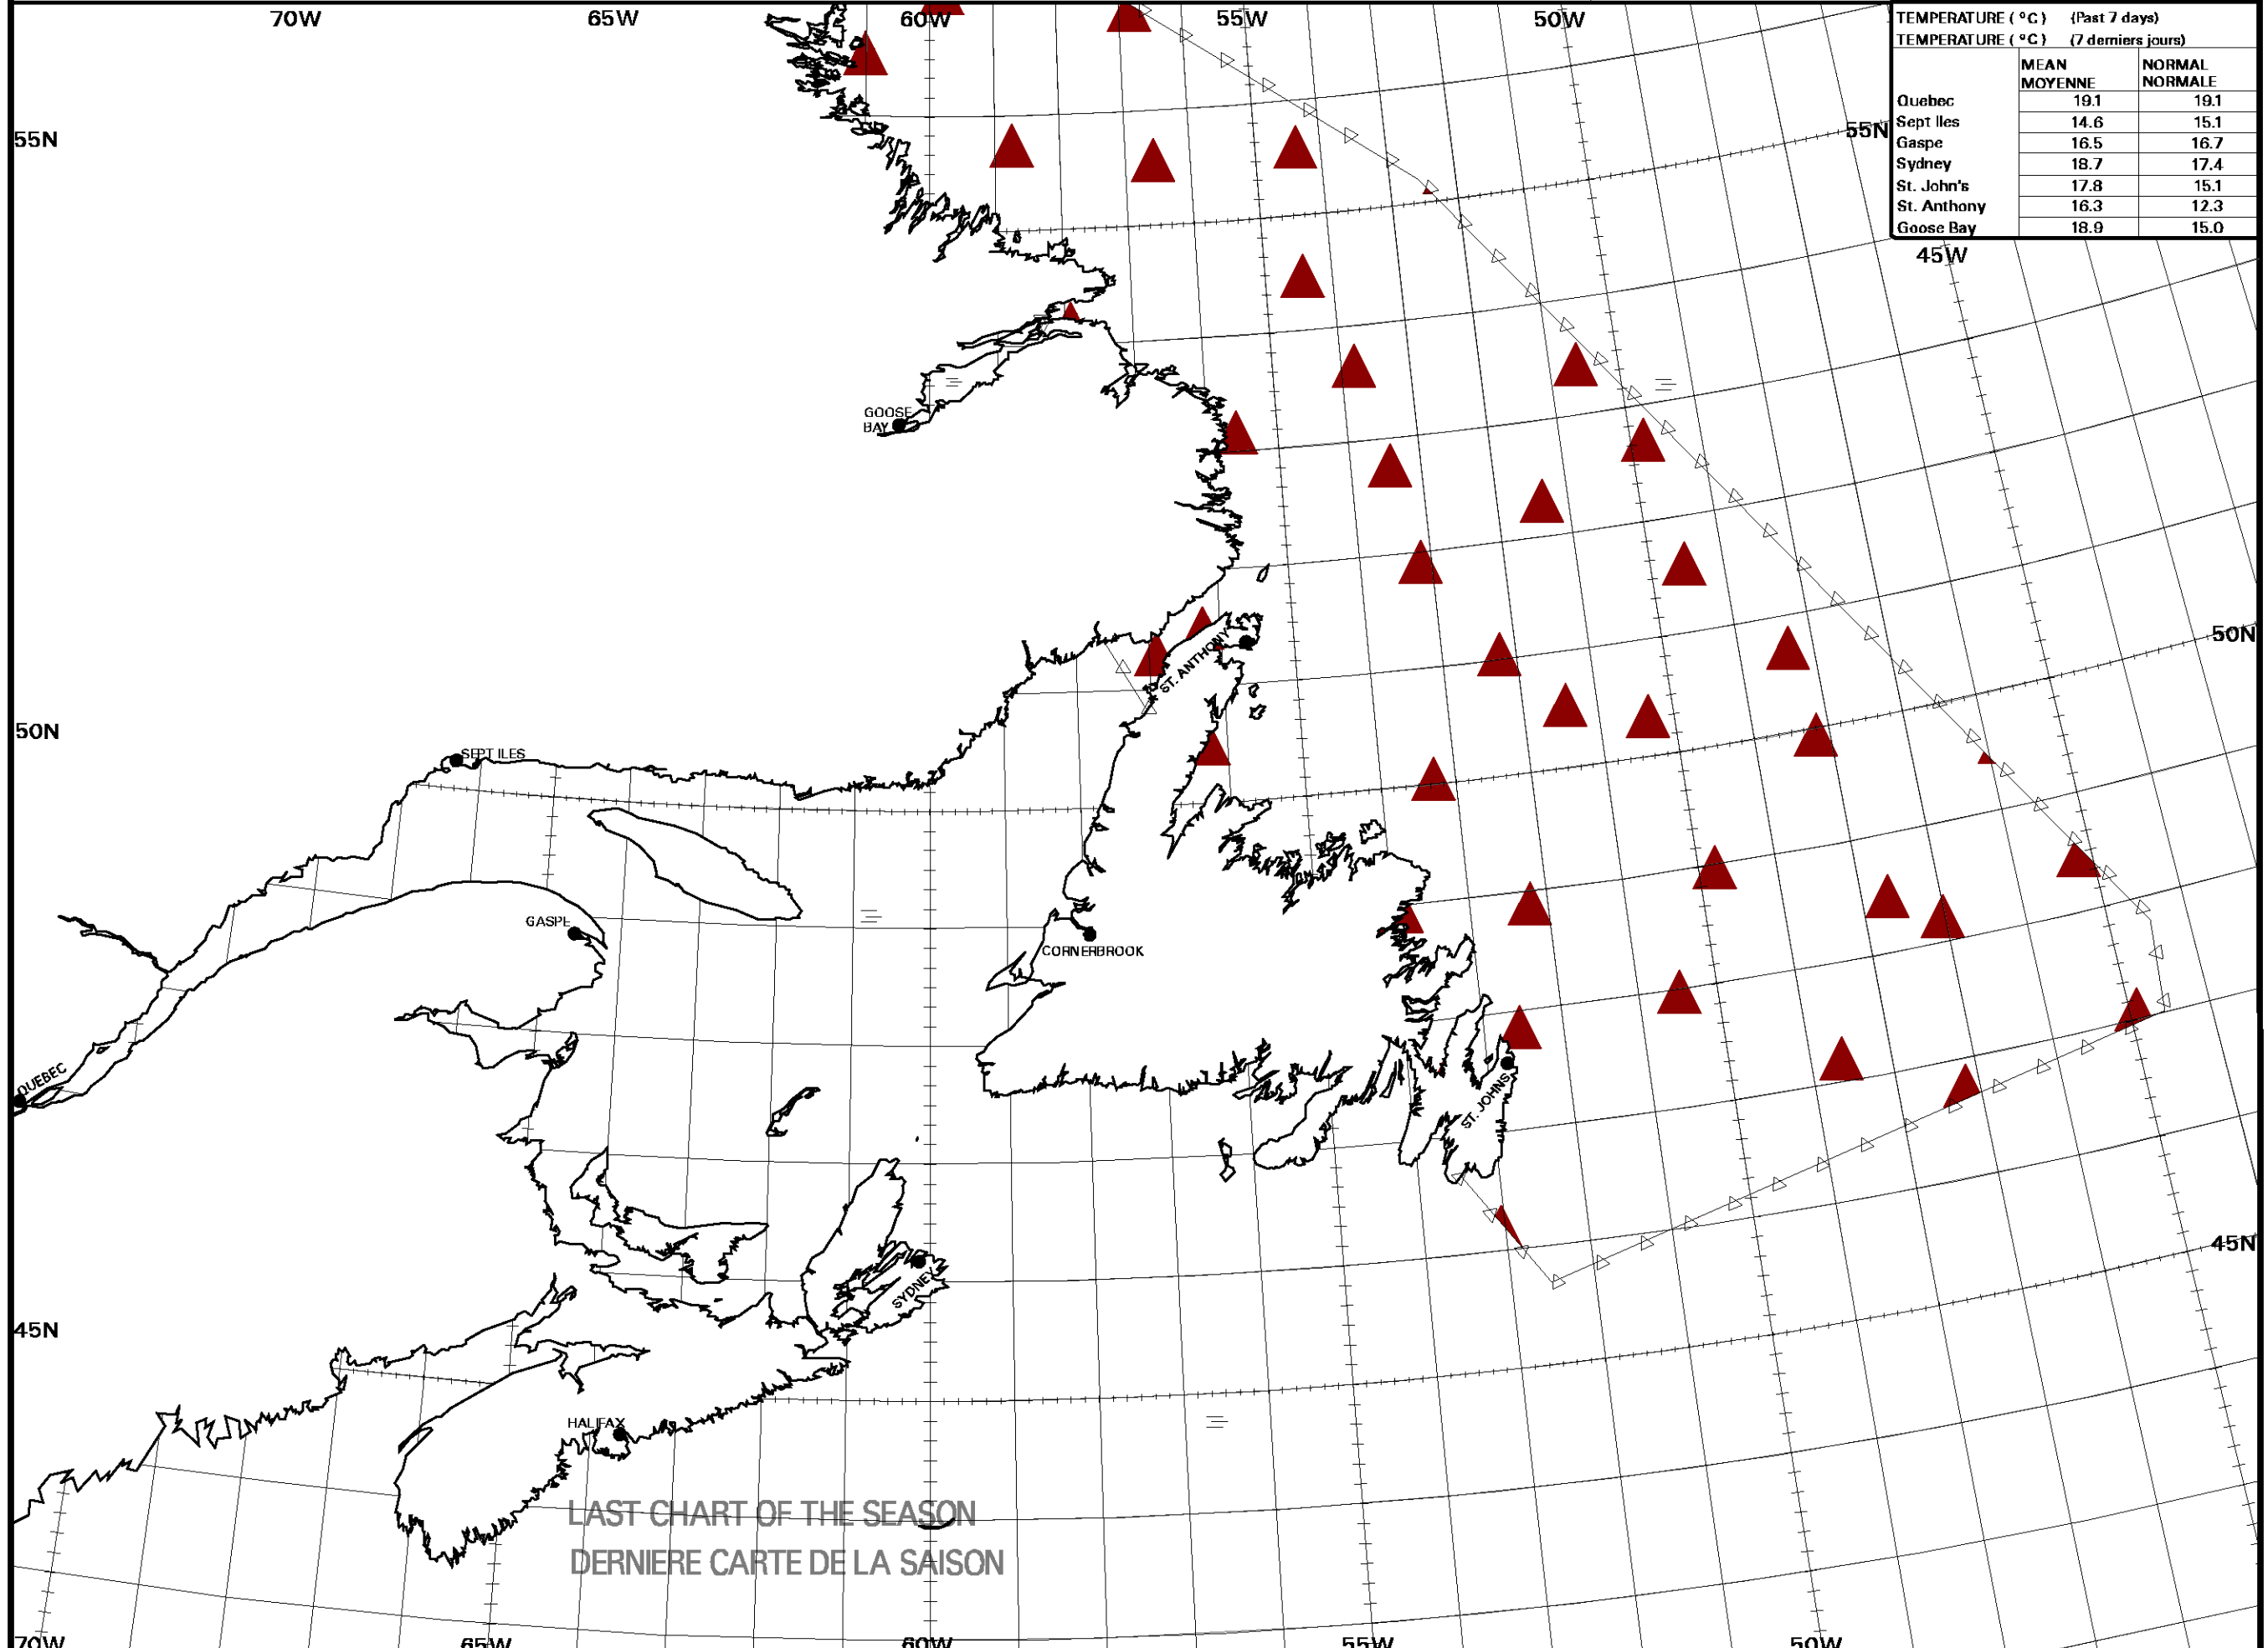 70W 65W 60W 55W 50W
TEMPERATURE ( °C ) (Past 7 days)
TEMPERATURE ( °C ) (7 derniers jours)
MEAN NORMAL
MOYENNE NORMALE
Quebec 19.1 19.1
Sept Iles 14.6 15.1
Gaspe 16.5 16.7
Sydney 18.7 17.4
St. John's 17.8 15.1
St. Anthony 16.3 12.3
Goose Bay 18.9 15.0
55N 55N
45W
GOOSE
BAY
50N
ST. ANTHONY
50N
SEPT ILES
GASPE
CORNERBROOK
QUEBEC
ST. JOHNS
45N
SYDNEY
45N
HALIFAX
LAST CHART OF THE SEASON
DERNIERE CARTE DE LA SAISON
70W 65W 60W 55W 50W